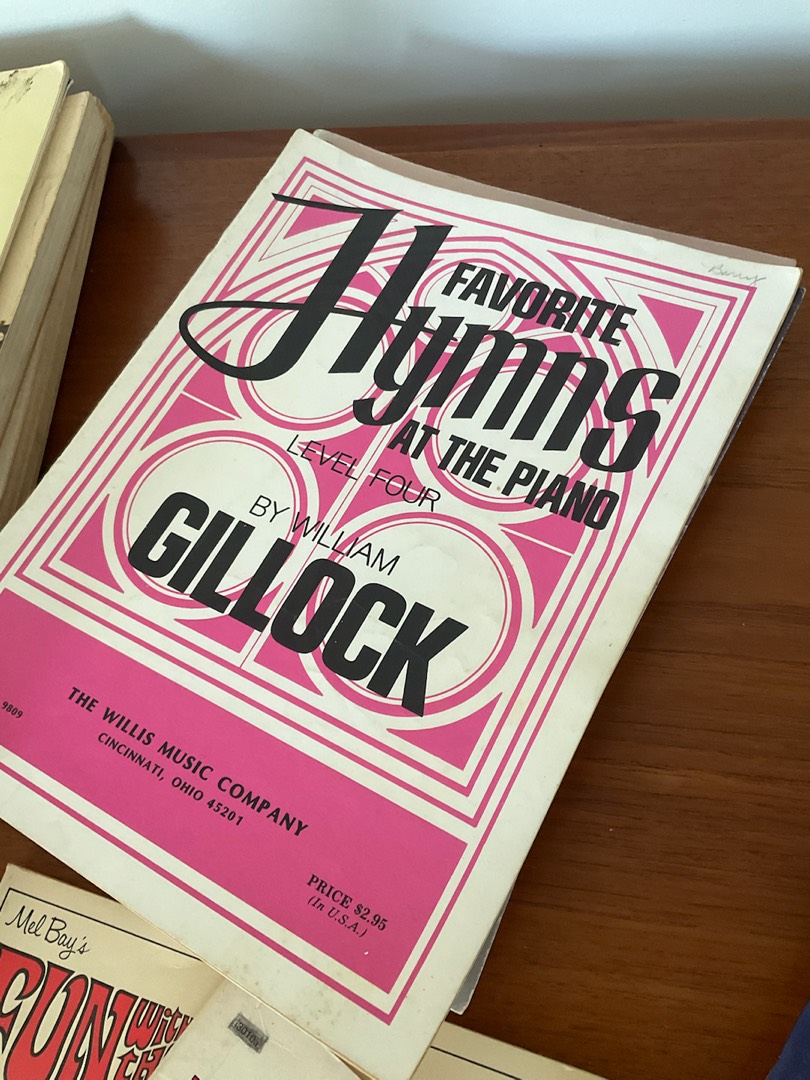 FAVORITE
Hymns
AT THE PIANO
LEVEL FOUR
BY WILLIAM
GILLOCK
9809
THE WILLIS MUSIC COMPANY
CINCINNATI, OHIO 45201
PRICE $2.95
(In U.S.A.)
Mel Bay's
FUN
With